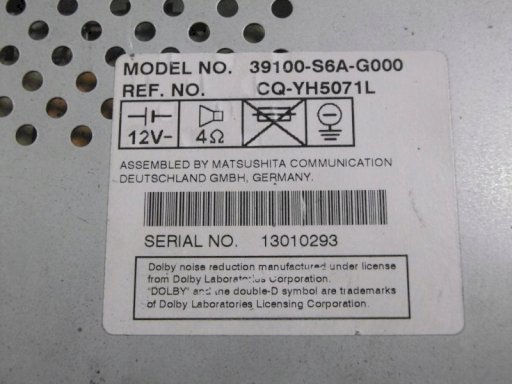 MODEL NO. 39100-S6A-G000
REF. NO. CQ-YH5071L
12V⎓ 4Ω
ASSEMBLED BY MATSUSHITA COMMUNICATION
DEUTSCHLAND GMBH, GERMANY.
SERIAL NO. 13010293
Dolby noise reduction manufactured under license
from Dolby Laboratories Corporation.
"DOLBY" and the double-D symbol are trademarks
of Dolby Laboratories Licensing Corporation.